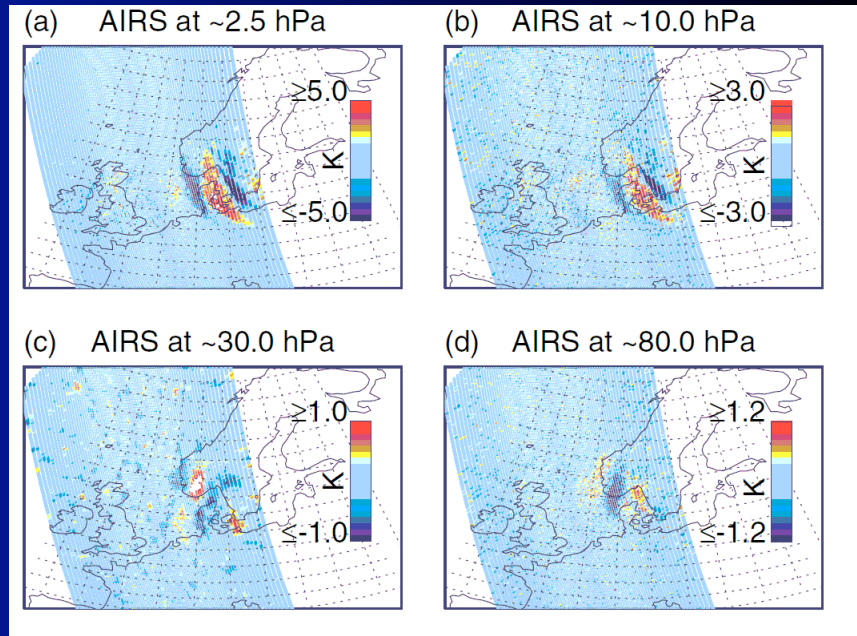 (a) AIRS at ~2.5 hPa
≥5.0
K
≤-5.0
(b) AIRS at ~10.0 hPa
≥3.0
K
≤-3.0
(c) AIRS at ~30.0 hPa
≥1.0
K
≤-1.0
(d) AIRS at ~80.0 hPa
≥1.2
K
≤-1.2